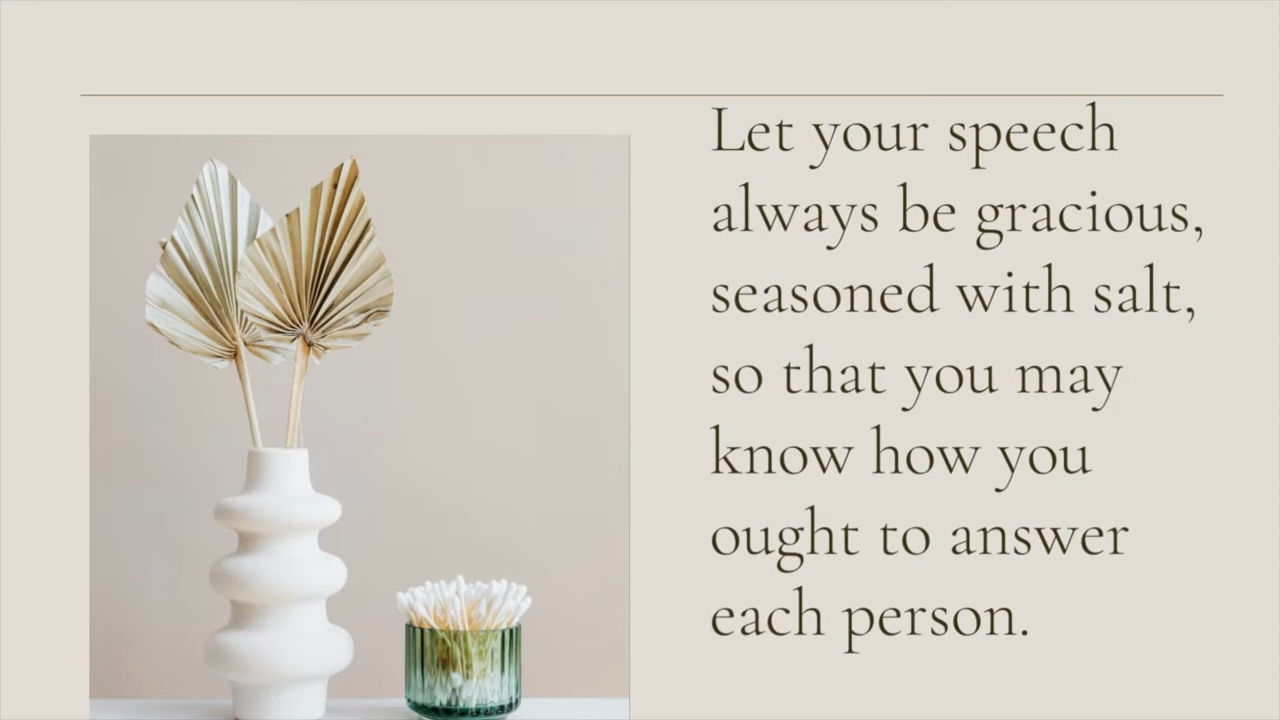 Let your speech
always be gracious,
seasoned with salt,
so that you may
know how you
ought to answer
each person.